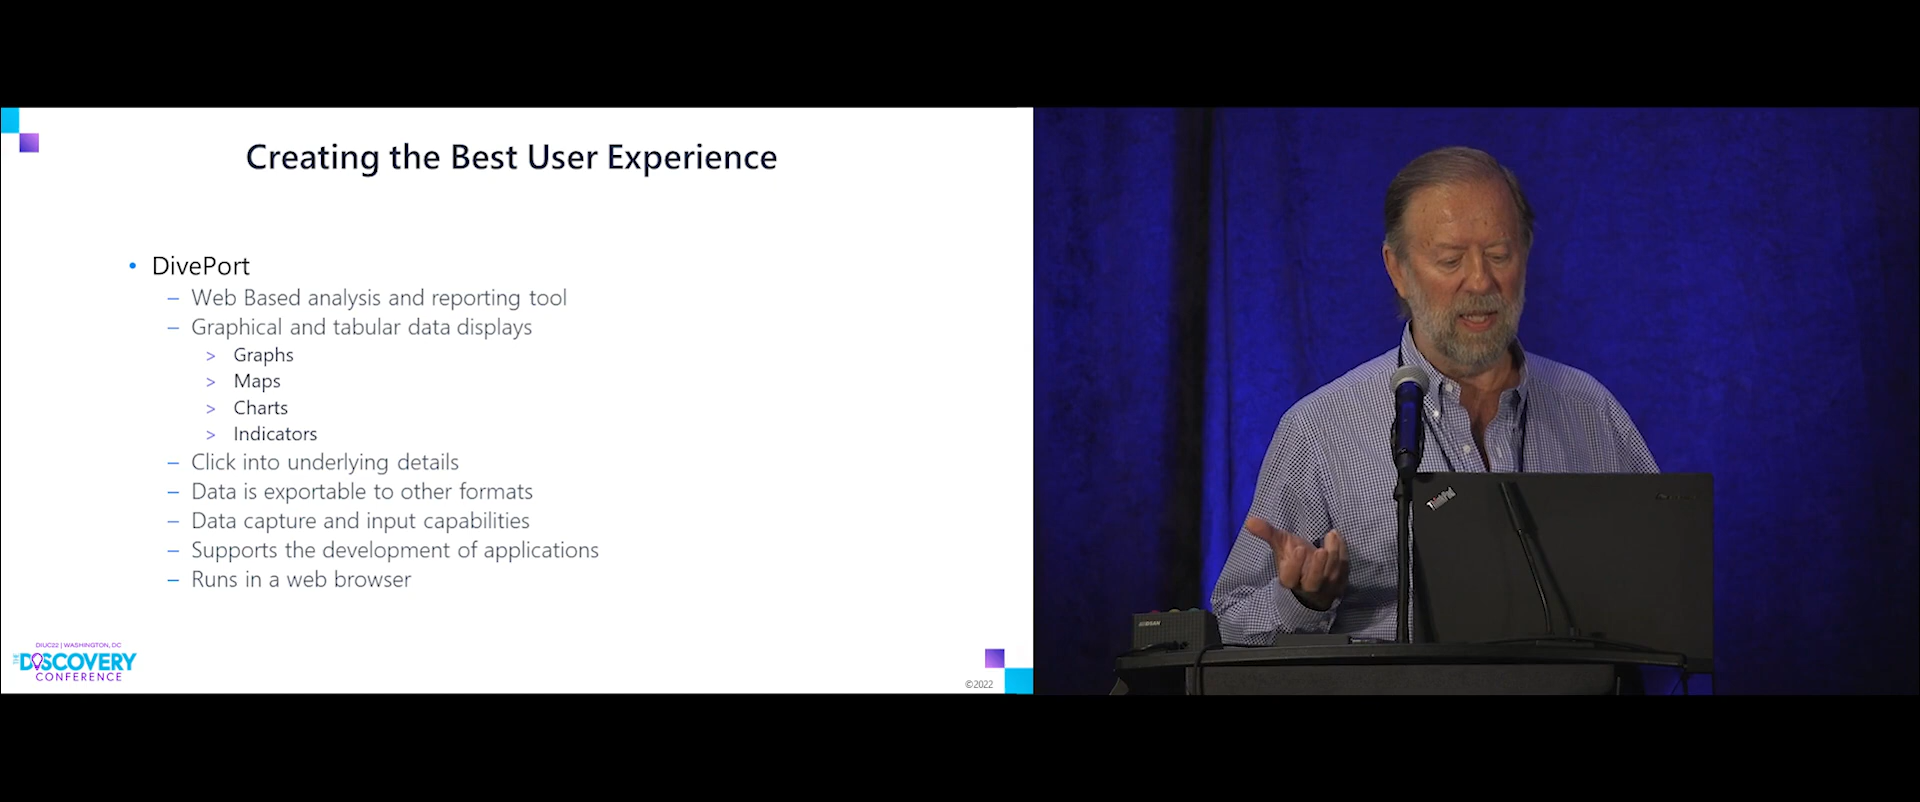 Creating the Best User Experience
• DivePort
– Web Based analysis and reporting tool
– Graphical and tabular data displays
> Graphs
> Maps
> Charts
> Indicators
– Click into underlying details
– Data is exportable to other formats
– Data capture and input capabilities
– Supports the development of applications
– Runs in a web browser
DIUC22 | WASHINGTON, DC
THE DISCOVERY
CONFERENCE
©2022
ThinkPad